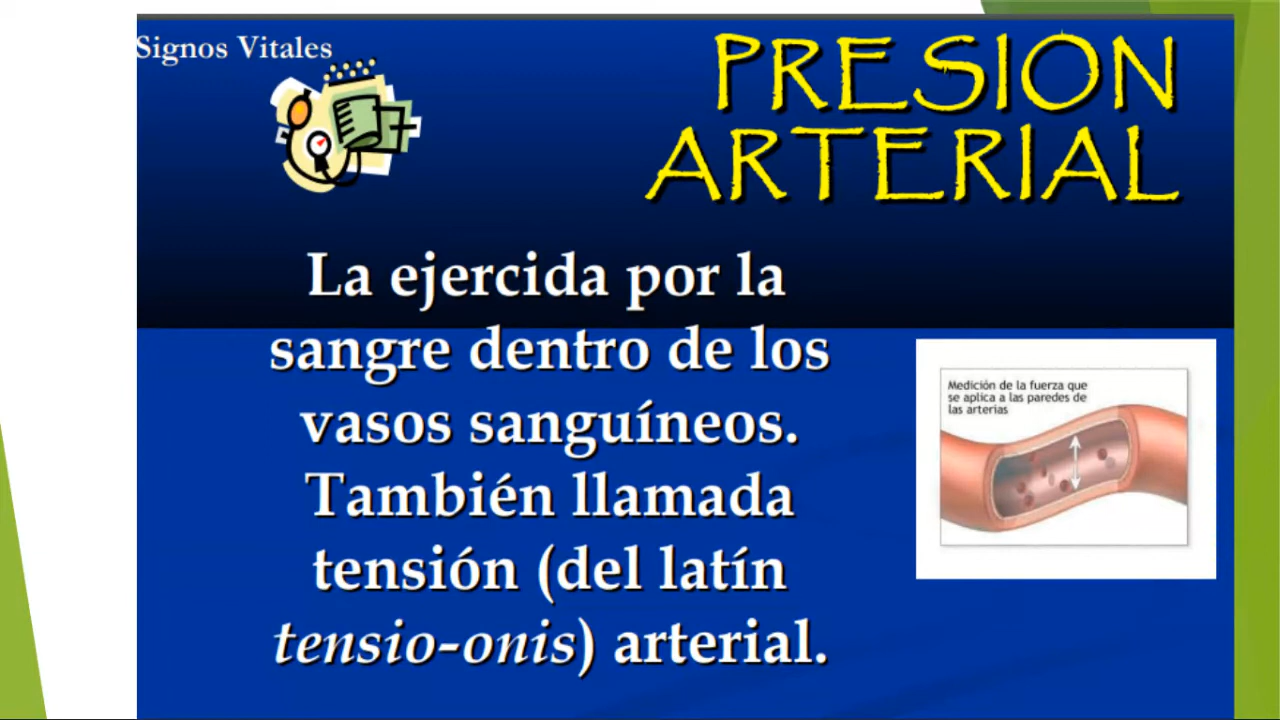 Signos Vitales
PRESION
ARTERIAL
La ejercida por la
sangre dentro de los
vasos sanguíneos.
También llamada
tensión (del latín
tensio-onis) arterial.
Medición de la fuerza que
se aplica a las paredes de
las arterias